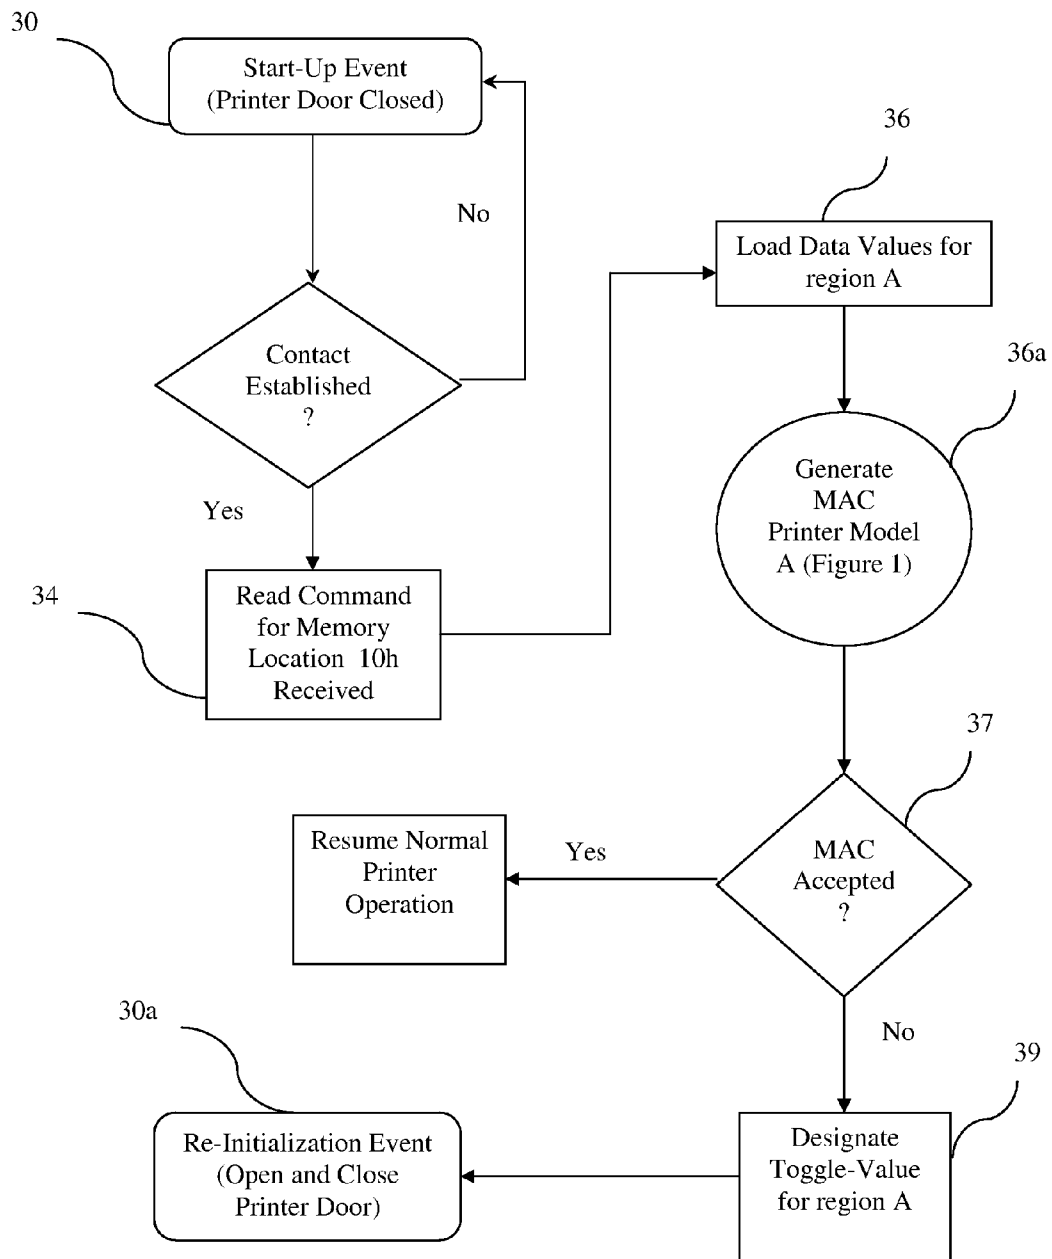 30
Start-Up Event
(Printer Door Closed)
No
Contact
Established
?
Yes
34
Read Command
for Memory
Location 10h
Received
36
Load Data Values for
region A
36a
Generate
MAC
Printer Model
A (Figure 1)
37
MAC
Accepted
?
Yes
Resume Normal
Printer
Operation
No
39
Designate
Toggle-Value
for region A
30a
Re-Initialization Event
(Open and Close
Printer Door)